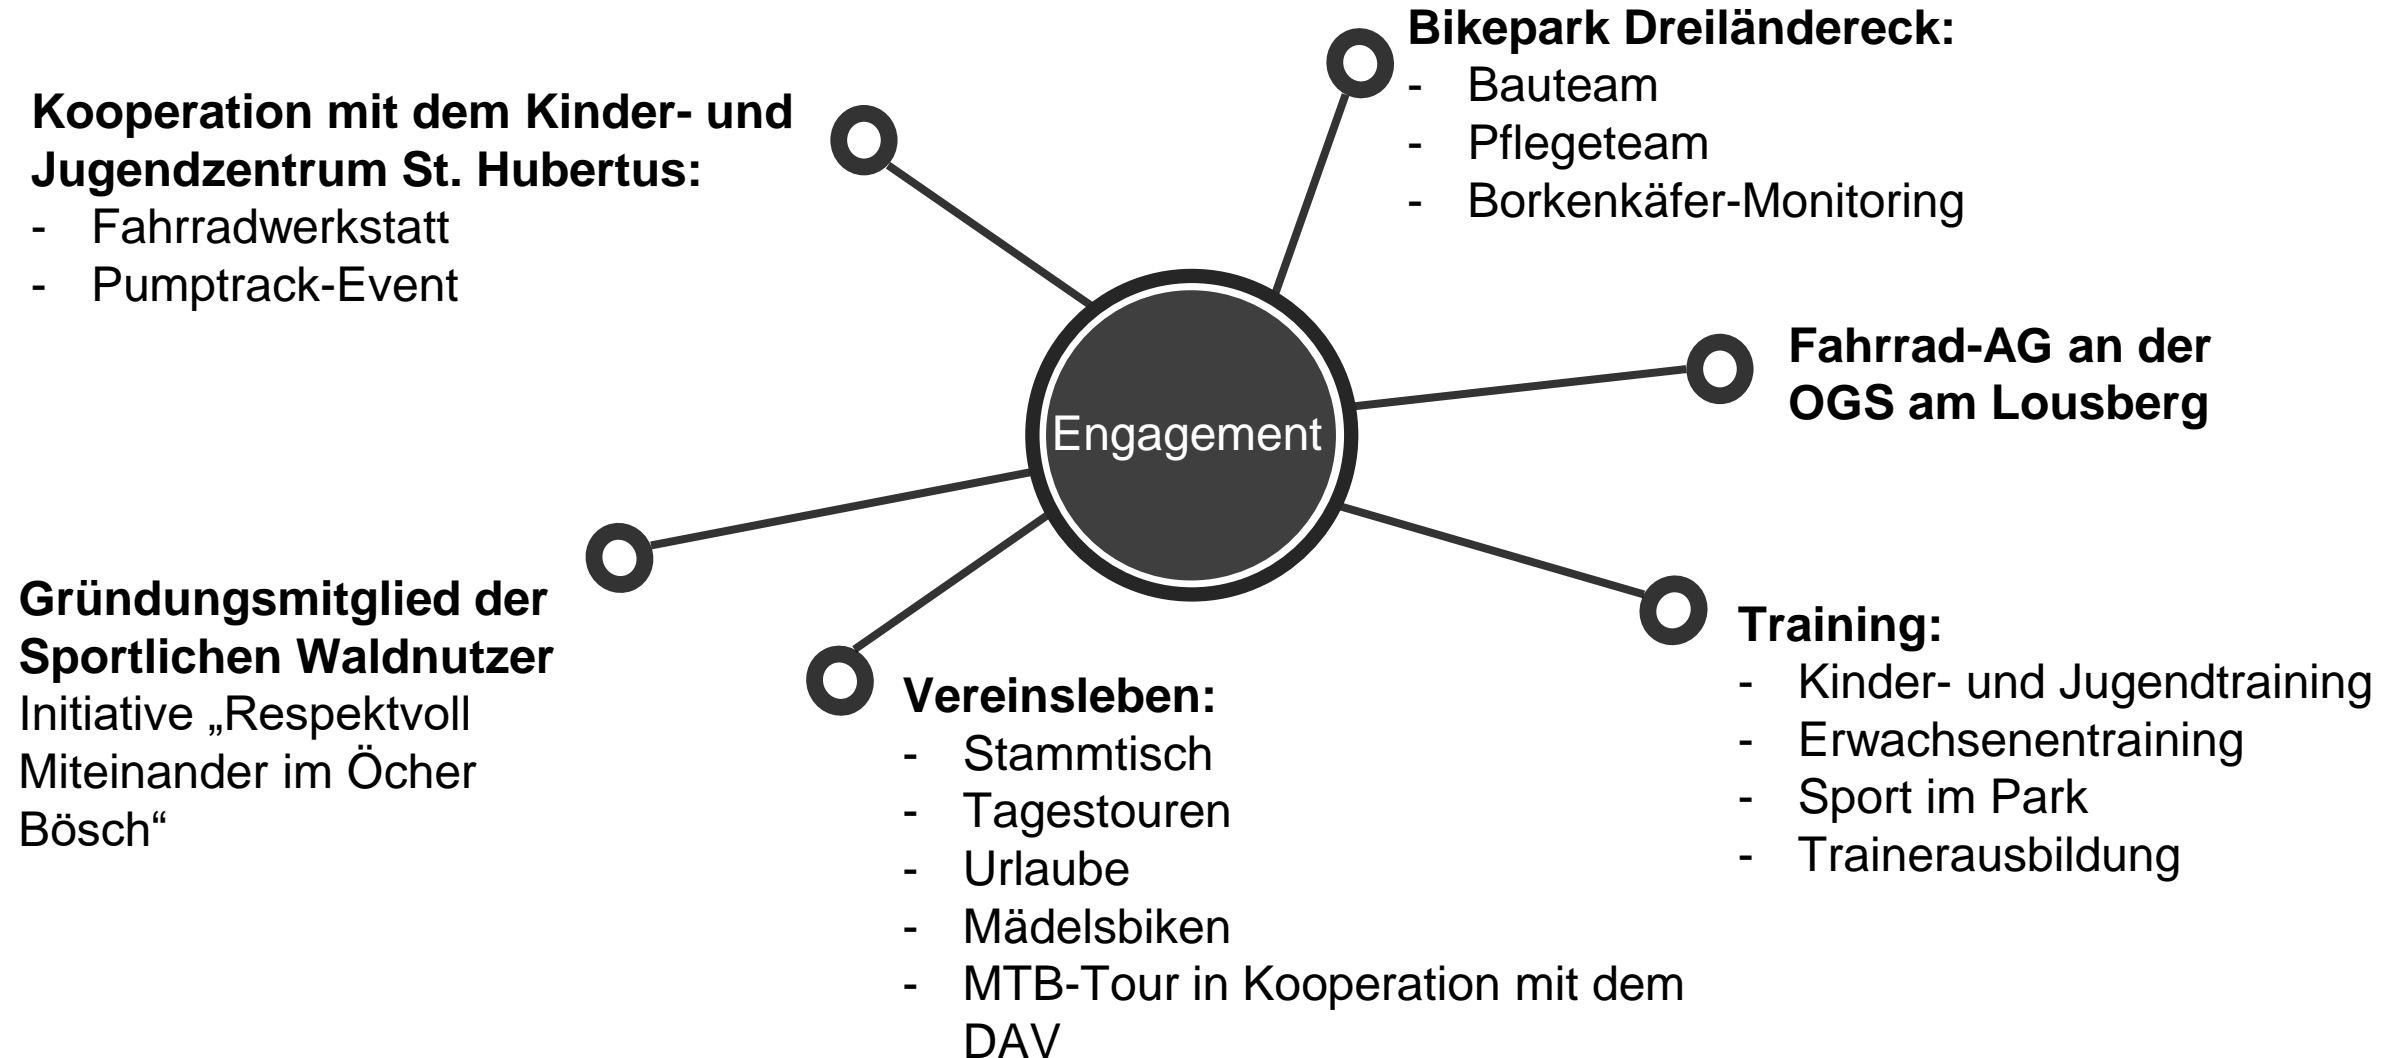 Kooperation mit dem Kinder- und
Jugendzentrum St. Hubertus:
- Fahrradwerkstatt
- Pumptrack-Event
Bikepark Dreiländereck:
- Bauteam
- Pflegeteam
- Borkenkäfer-Monitoring
Fahrrad-AG an der
OGS am Lousberg
Engagement
Gründungsmitglied der
Sportlichen Waldnutzer
Initiative „Respektvoll
Miteinander im Öcher
Bösch“
Vereinsleben:
- Stammtisch
- Tagestouren
- Urlaube
- Mädelsbiken
- MTB-Tour in Kooperation mit dem
DAV
Training:
- Kinder- und Jugendtraining
- Erwachsenentraining
- Sport im Park
- Trainerausbildung